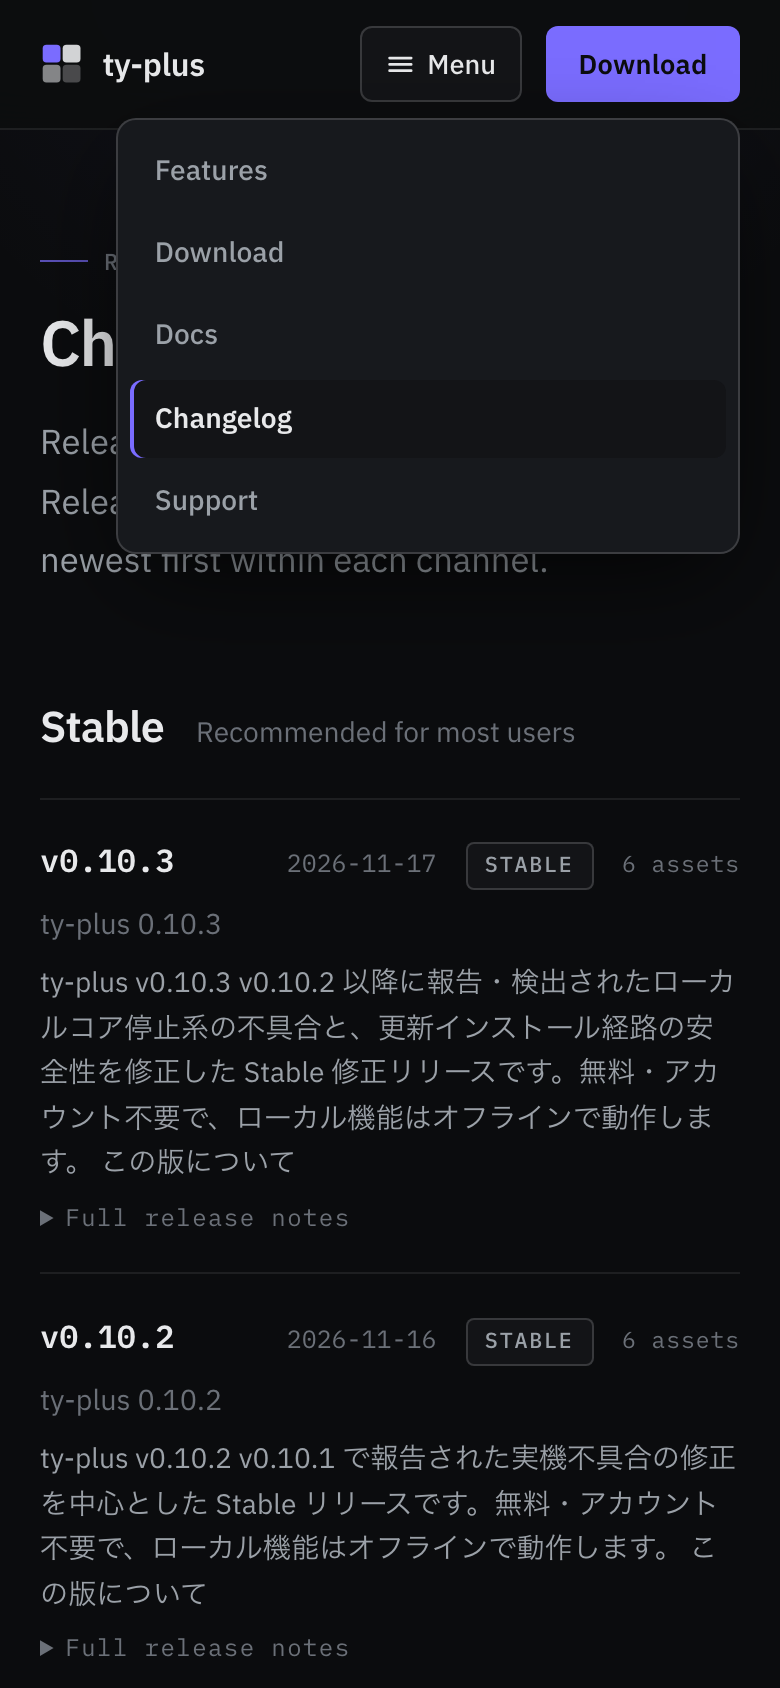 ty-plus
Menu
Download
Features
Download
Docs
Changelog
Support
newest first within each channel.
Stable Recommended for most users
v0.10.3 2026-11-17 STABLE 6 assets
ty-plus 0.10.3
ty-plus v0.10.3 v0.10.2 以降に報告・検出されたローカ
ルコア停止系の不具合と、更新インストール経路の安
全性を修正した Stable 修正リリースです。無料・アカ
ウント不要で、ローカル機能はオフラインで動作しま
す。 この版について
Full release notes
v0.10.2 2026-11-16 STABLE 6 assets
ty-plus 0.10.2
ty-plus v0.10.2 v0.10.1 で報告された実機不具合の修正
を中心とした Stable リリースです。無料・アカウント
不要で、ローカル機能はオフラインで動作します。 こ
の版について
Full release notes